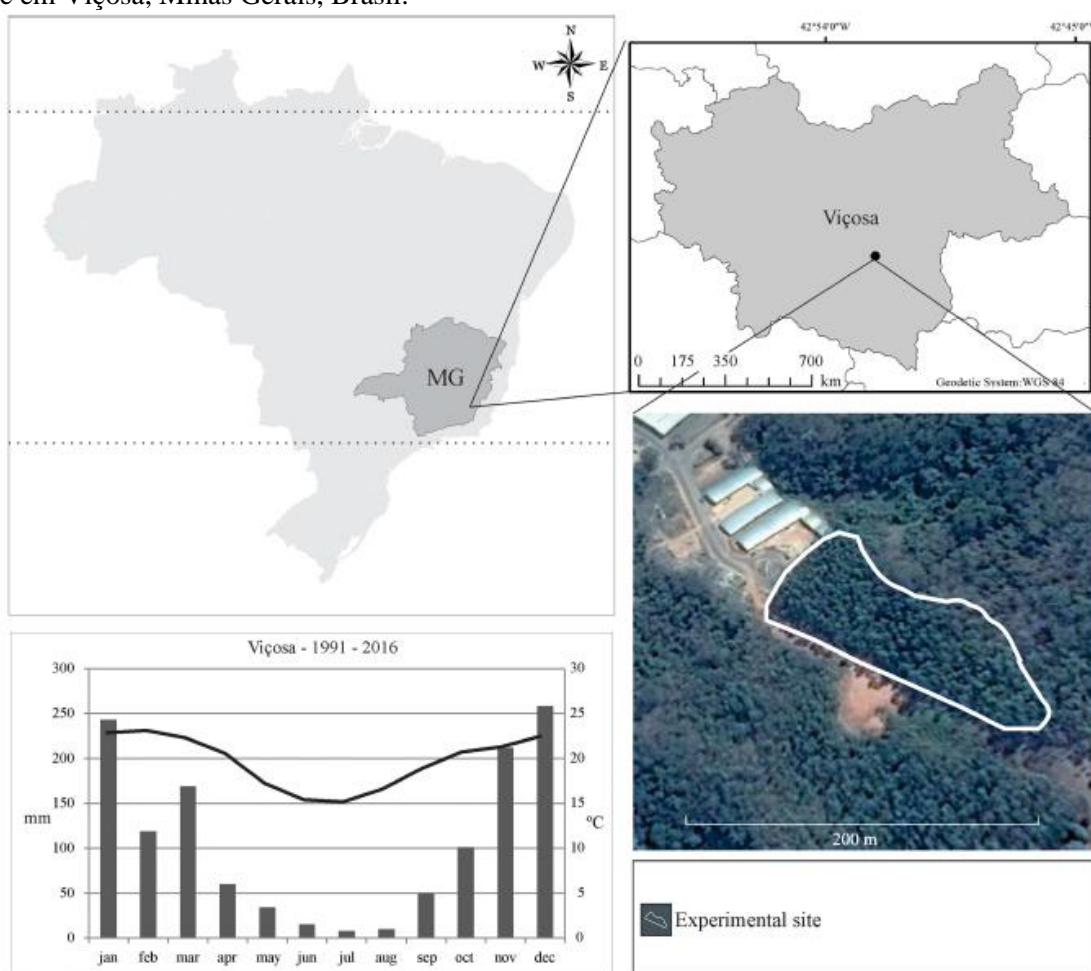 e em Viçosa, Minas Gerais, Brasil.
42°54'0"W 42°45'0"W
N
W E
S
MG
Viçosa
0 175 350 700
km
Geodetic System:WGS 84
200 m
Experimental site
Viçosa - 1991 - 2016
300 30
250 25
200 20
150 15
mm ºC
100 10
50 5
0 0
jan feb mar apr may jun jul aug sep oct nov dec